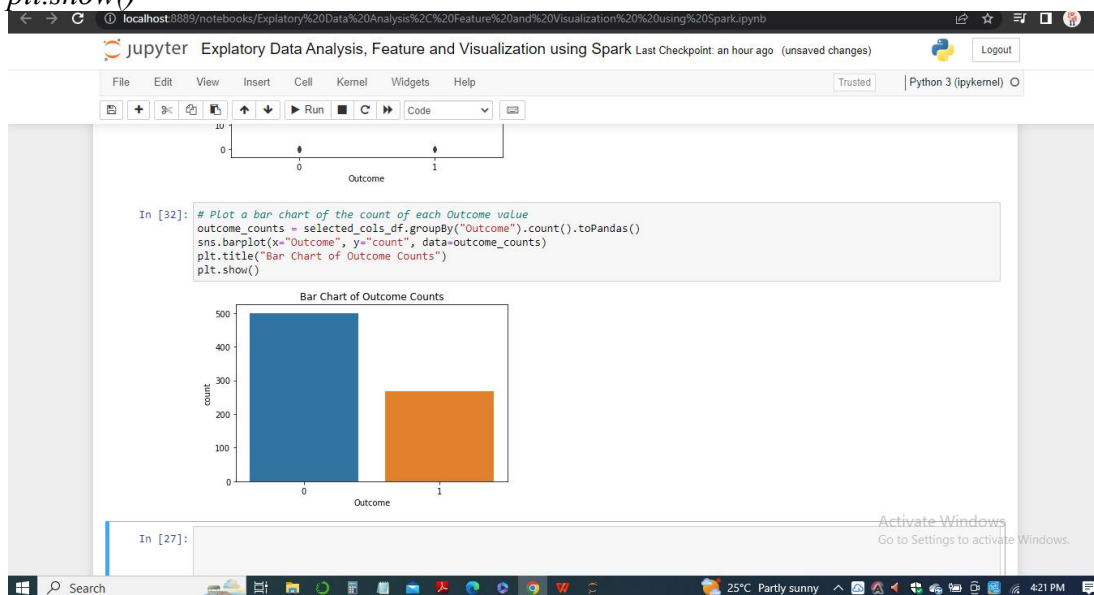 plt.show()
localhost:8889/notebooks/Explatory%20Data%20Analysis%2C%20Feature%20and%20Visualization%20%20using%20Spark.ipynb
jupyter Explatory Data Analysis, Feature and Visualization using Spark Last Checkpoint: an hour ago (unsaved changes)
Logout
File Edit View Insert Cell Kernel Widgets Help
Trusted
Python 3 (ipykernel)
Run
Code
10
0
0 1
Outcome
In [32]: # Plot a bar chart of the count of each Outcome value
outcome_counts = selected_cols_df.groupBy("Outcome").count().toPandas()
sns.barplot(x="Outcome", y="count", data=outcome_counts)
plt.title("Bar Chart of Outcome Counts")
plt.show()
Bar Chart of Outcome Counts
500
400
300
200
100
0
count
0 1
Outcome
In [27]:
Activate Windows
Go to Settings to activate Windows.
Search
25°C Partly sunny
4:21 PM